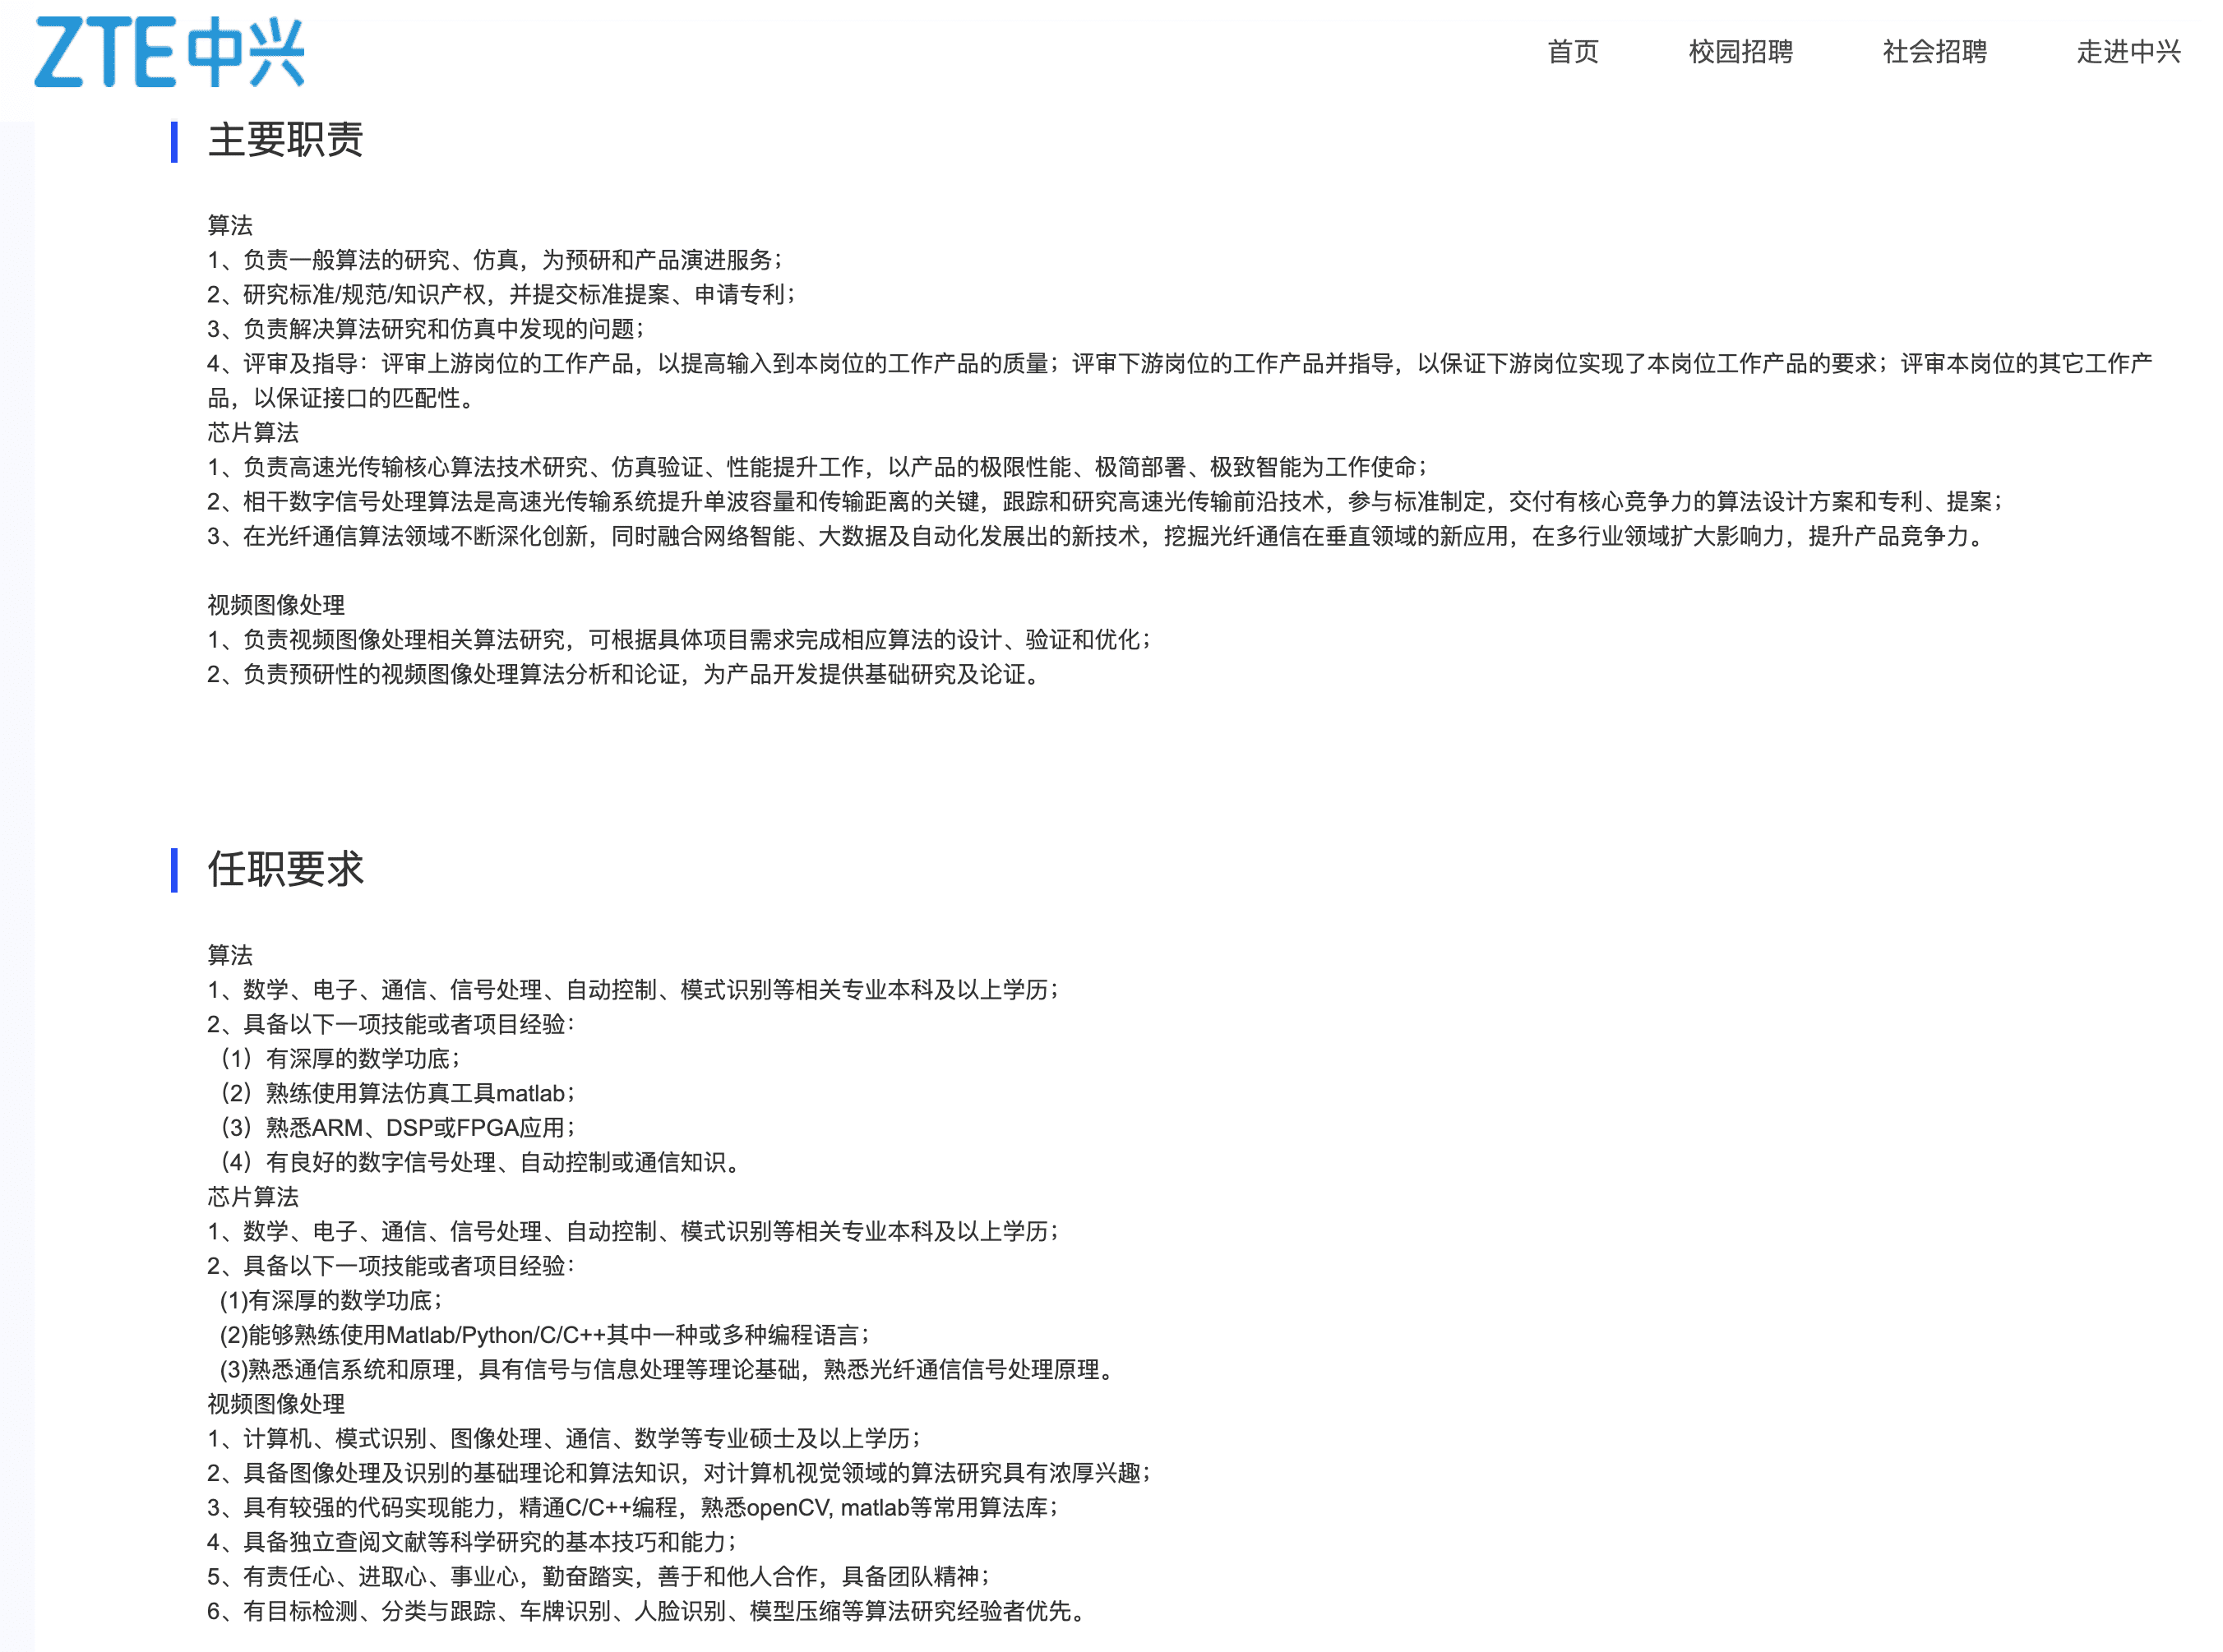 ZTE中兴
首页 校园招聘 社会招聘 走进中兴
主要职责
算法
1、负责一般算法的研究、仿真，为预研和产品演进服务；
2、研究标准/规范/知识产权，并提交标准提案、申请专利；
3、负责解决算法研究和仿真中发现的问题；
4、评审及指导：评审上游岗位的工作产品，以提高输入到本岗位的工作产品的质量；评审下游岗位的工作产品并指导，以保证下游岗位实现了本岗位工作产品的要求；评审本岗位的其它工作产
品，以保证接口的匹配性。
芯片算法
1、负责高速光传输核心算法技术研究、仿真验证、性能提升工作，以产品的极限性能、极简部署、极致智能为工作使命；
2、相干数字信号处理算法是高速光传输系统提升单波容量和传输距离的关键，跟踪和研究高速光传输前沿技术，参与标准制定，交付有核心竞争力的算法设计方案和专利、提案；
3、在光纤通信算法领域不断深化创新，同时融合网络智能、大数据及自动化发展出的新技术，挖掘光纤通信在垂直领域的新应用，在多行业领域扩大影响力，提升产品竞争力。
视频图像处理
1、负责视频图像处理相关算法研究，可根据具体项目需求完成相应算法的设计、验证和优化；
2、负责预研性的视频图像处理算法分析和论证，为产品开发提供基础研究及论证。
任职要求
算法
1、数学、电子、通信、信号处理、自动控制、模式识别等相关专业本科及以上学历；
2、具备以下一项技能或者项目经验：
（1）有深厚的数学功底；
（2）熟练使用算法仿真工具matlab；
（3）熟悉ARM、DSP或FPGA应用；
（4）有良好的数字信号处理、自动控制或通信知识。
芯片算法
1、数学、电子、通信、信号处理、自动控制、模式识别等相关专业本科及以上学历；
2、具备以下一项技能或者项目经验：
(1)有深厚的数学功底；
(2)能够熟练使用Matlab/Python/C/C++其中一种或多种编程语言；
(3)熟悉通信系统和原理，具有信号与信息处理等理论基础，熟悉光纤通信信号处理原理。
视频图像处理
1、计算机、模式识别、图像处理、通信、数学等专业硕士及以上学历；
2、具备图像处理及识别的基础理论和算法知识，对计算机视觉领域的算法研究具有浓厚兴趣；
3、具有较强的代码实现能力，精通C/C++编程，熟悉openCV, matlab等常用算法库；
4、具备独立查阅文献等科学研究的基本技巧和能力；
5、有责任心、进取心、事业心，勤奋踏实，善于和他人合作，具备团队精神；
6、有目标检测、分类与跟踪、车牌识别、人脸识别、模型压缩等算法研究经验者优先。